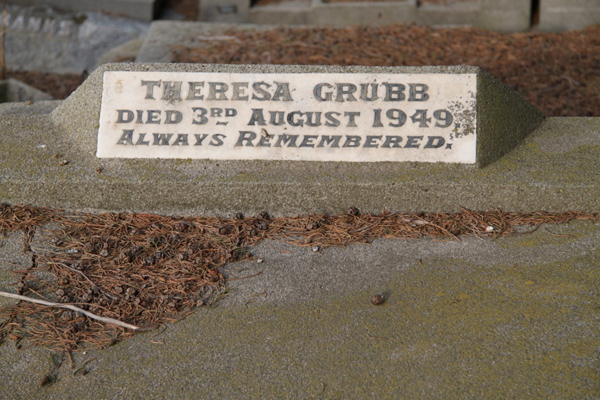 THERESA GRUBB
DIED 3RD AUGUST 1949
ALWAYS REMEMBERED.